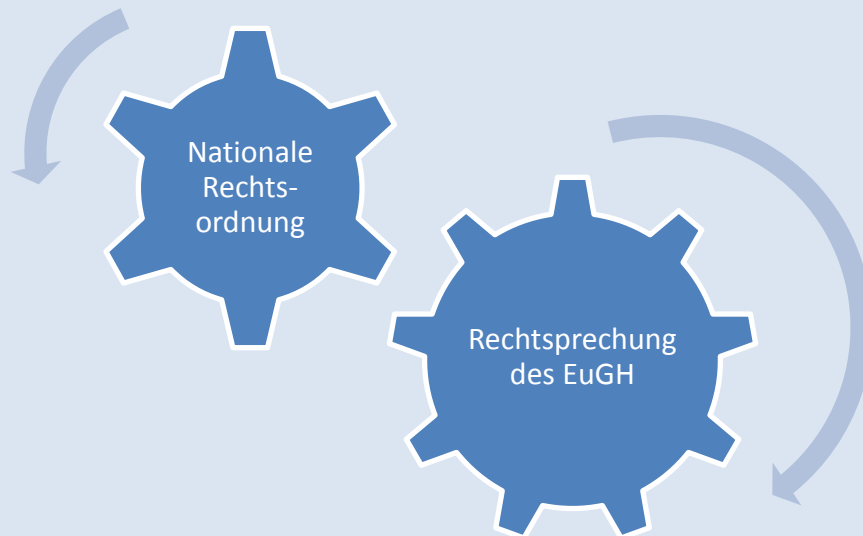 Nationale
Rechts-
ordnung
Rechtsprechung
des EuGH